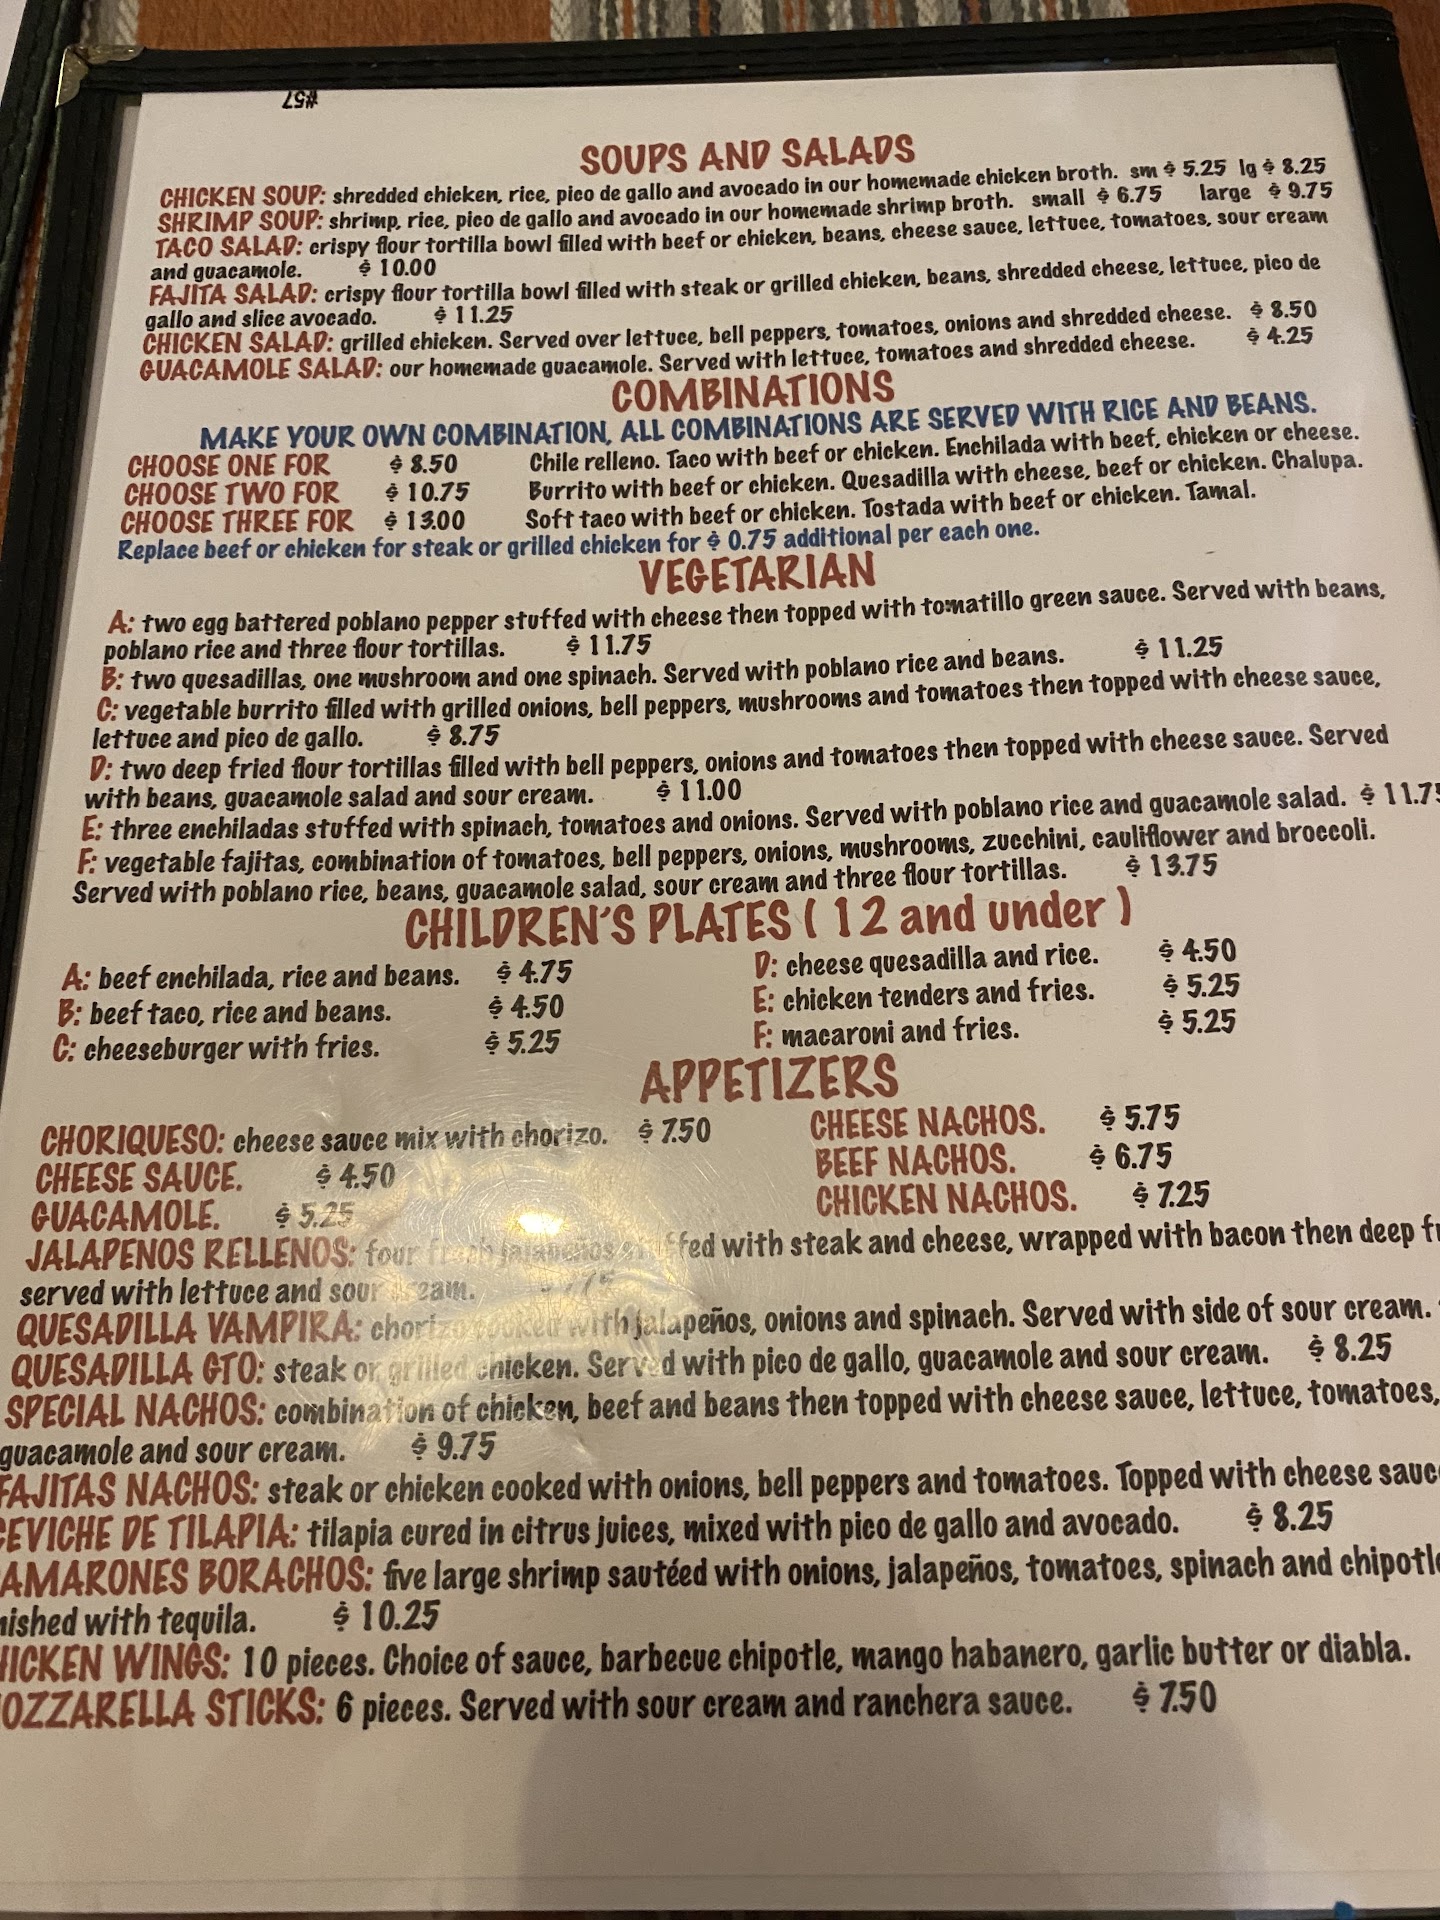 #57
SOUPS AND SALADS
CHICKEN SOUP: shredded chicken, rice, pico de gallo and avocado in our homemade chicken broth. sm $ 5.25 lg $ 8.25
SHRIMP SOUP: shrimp, rice, pico de gallo and avocado in our homemade shrimp broth. small $ 6.75 large $ 9.75
TACO SALAD: crispy flour tortilla bowl filled with beef or chicken, beans, cheese sauce, lettuce, tomatoes, sour cream
and guacamole. $ 10.00
FAJITA SALAD: crispy flour tortilla bowl filled with steak or grilled chicken, beans, shredded cheese, lettuce, pico de
gallo and slice avocado. $ 11.25
CHICKEN SALAD: grilled chicken. Served over lettuce, bell peppers, tomatoes, onions and shredded cheese. $ 8.50
GUACAMOLE SALAD: our homemade guacamole. Served with lettuce, tomatoes and shredded cheese. $ 4.25
COMBINATIONS
MAKE YOUR OWN COMBINATION, ALL COMBINATIONS ARE SERVED WITH RICE AND BEANS.
CHOOSE ONE FOR $ 8.50 Chile relleno. Taco with beef or chicken. Enchilada with beef, chicken or cheese.
CHOOSE TWO FOR $ 10.75 Burrito with beef or chicken. Quesadilla with cheese, beef or chicken. Chalupa.
CHOOSE THREE FOR $ 13.00 Soft taco with beef or chicken. Tostada with beef or chicken. Tamal.
Replace beef or chicken for steak or grilled chicken for $ 0.75 additional per each one.
VEGETARIAN
A: two egg battered poblano pepper stuffed with cheese then topped with tomatillo green sauce. Served with beans,
poblano rice and three flour tortillas. $ 11.75
B: two quesadillas, one mushroom and one spinach. Served with poblano rice and beans. $ 11.25
C: vegetable burrito filled with grilled onions, bell peppers, mushrooms and tomatoes then topped with cheese sauce,
lettuce and pico de gallo. $ 8.75
D: two deep fried flour tortillas filled with bell peppers, onions and tomatoes then topped with cheese sauce. Served
with beans, guacamole salad and sour cream. $ 11.00
E: three enchiladas stuffed with spinach, tomatoes and onions. Served with poblano rice and guacamole salad. $ 11.75
F: vegetable fajitas, combination of tomatoes, bell peppers, onions, mushrooms, zucchini, cauliflower and broccoli.
Served with poblano rice, beans, guacamole salad, sour cream and three flour tortillas. $ 13.75
CHILDREN'S PLATES ( 12 and under )
A: beef enchilada, rice and beans. $ 4.75 D: cheese quesadilla and rice. $ 4.50
B: beef taco, rice and beans. $ 4.50 E: chicken tenders and fries. $ 5.25
C: cheeseburger with fries. $ 5.25 F: macaroni and fries. $ 5.25
APPETIZERS
CHORIQUESO: cheese sauce mix with chorizo. $ 7.50 CHEESE NACHOS. $ 5.75
CHEESE SAUCE. $ 4.50 BEEF NACHOS. $ 6.75
GUACAMOLE. $ 5.25 CHICKEN NACHOS. $ 7.25
JALAPENOS RELLENOS: four fresh jalapeños stuffed with steak and cheese, wrapped with bacon then deep
served with lettuce and sour cream.
QUESADILLA VAMPIRA: chorizo cooked with jalapeños, onions and spinach. Served with side of sour cream.
QUESADILLA GTO: steak or grilled chicken. Served with pico de gallo, guacamole and sour cream. $ 8.25
SPECIAL NACHOS: combination of chicken, beef and beans then topped with cheese sauce, lettuce, tomatoes,
guacamole and sour cream. $ 9.75
FAJITAS NACHOS: steak or chicken cooked with onions, bell peppers and tomatoes. Topped with cheese sauc
CEVICHE DE TILAPIA: tilapia cured in citrus juices, mixed with pico de gallo and avocado. $ 8.25
AMARONES BORACHOS: five large shrimp sautéed with onions, jalapeños, tomatoes, spinach and chipotle
nished with tequila. $ 10.25
HICKEN WINGS: 10 pieces. Choice of sauce, barbecue chipotle, mango habanero, garlic butter or diabla.
OZZARELLA STICKS: 6 pieces. Served with sour cream and ranchera sauce. $ 7.50